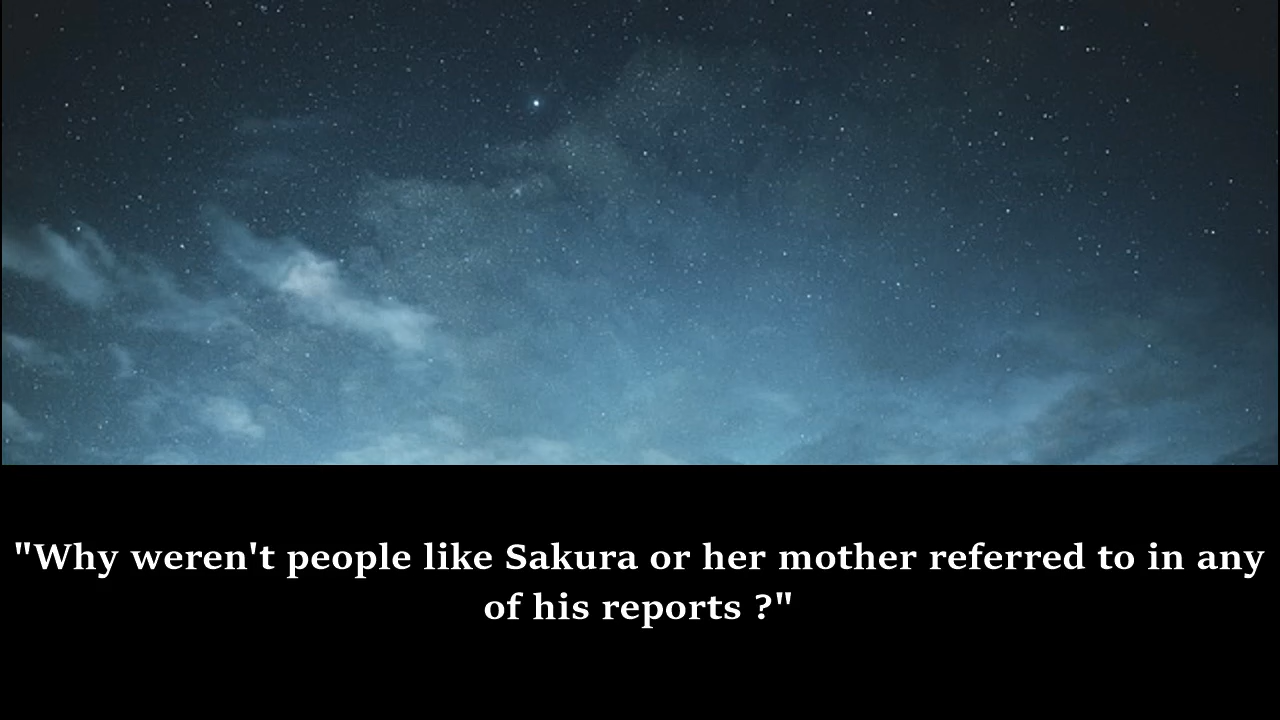 "Why weren't people like Sakura or her mother referred to in any
of his reports ?"